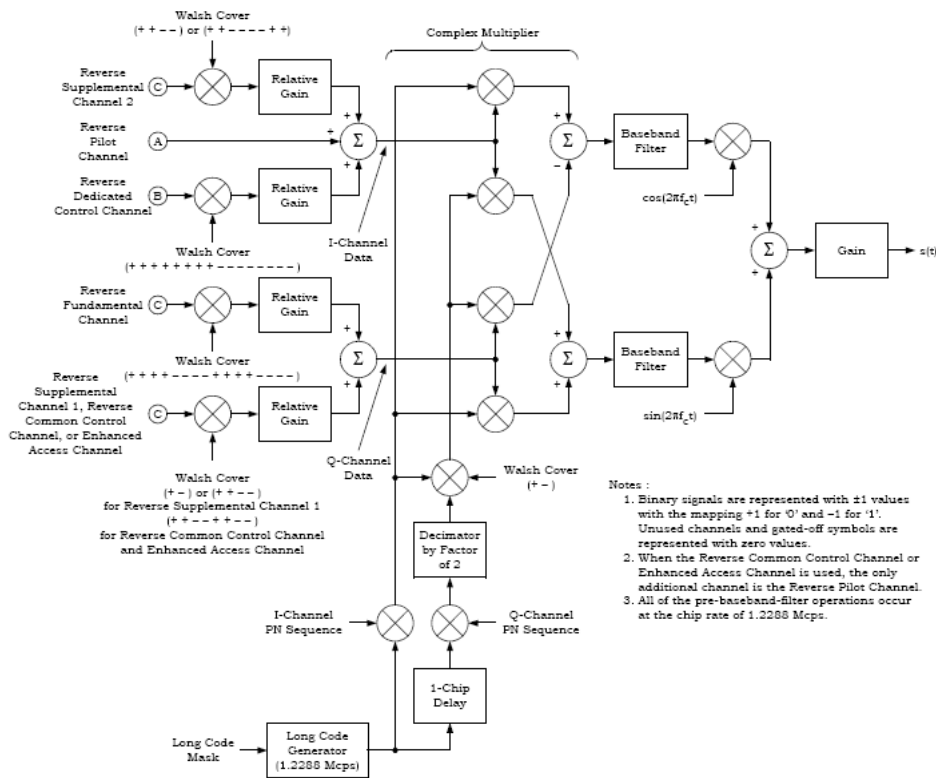 Walsh Cover
(+ + – –) or (+ + – – – – + +)
Complex Multiplier
Reverse
Supplemental
Channel 2
C
Relative
Gain
+
+
Σ
+
Reverse
Pilot
Channel
A
Reverse
Dedicated
Control Channel
B
Relative
Gain
Walsh Cover
(+ + + + + + + + – – – – – – – –)
I-Channel
Data
+
Σ
–
Baseband
Filter
cos(2πf_c t)
+
Σ
+
Gain
s(t)
Reverse
Fundamental
Channel
C
Relative
Gain
+
Σ
+
Walsh Cover
(+ + + + – – – – + + + + – – – –)
+
Σ
+
Baseband
Filter
sin(2πf_c t)
Reverse
Supplemental
Channel 1, Reverse
Common Control
Channel, or Enhanced
Access Channel
C
Relative
Gain
Q-Channel
Data
Walsh Cover
(+ –) or (+ + – –)
for Reverse Supplemental Channel 1
(+ + – – + + – –)
for Reverse Common Control Channel
and Enhanced Access Channel
Walsh Cover
(+ –)
Decimator
by Factor
of 2
I-Channel
PN Sequence
Q-Channel
PN Sequence
1-Chip
Delay
Long Code
Mask
Long Code
Generator
(1.2288 Mcps)
Notes :
1. Binary signals are represented with ±1 values
with the mapping +1 for ‘0’ and –1 for ‘1’.
Unused channels and gated-off symbols are
represented with zero values.
2. When the Reverse Common Control Channel or
Enhanced Access Channel is used, the only
additional channel is the Reverse Pilot Channel.
3. All of the pre-baseband-filter operations occur
at the chip rate of 1.2288 Mcps.